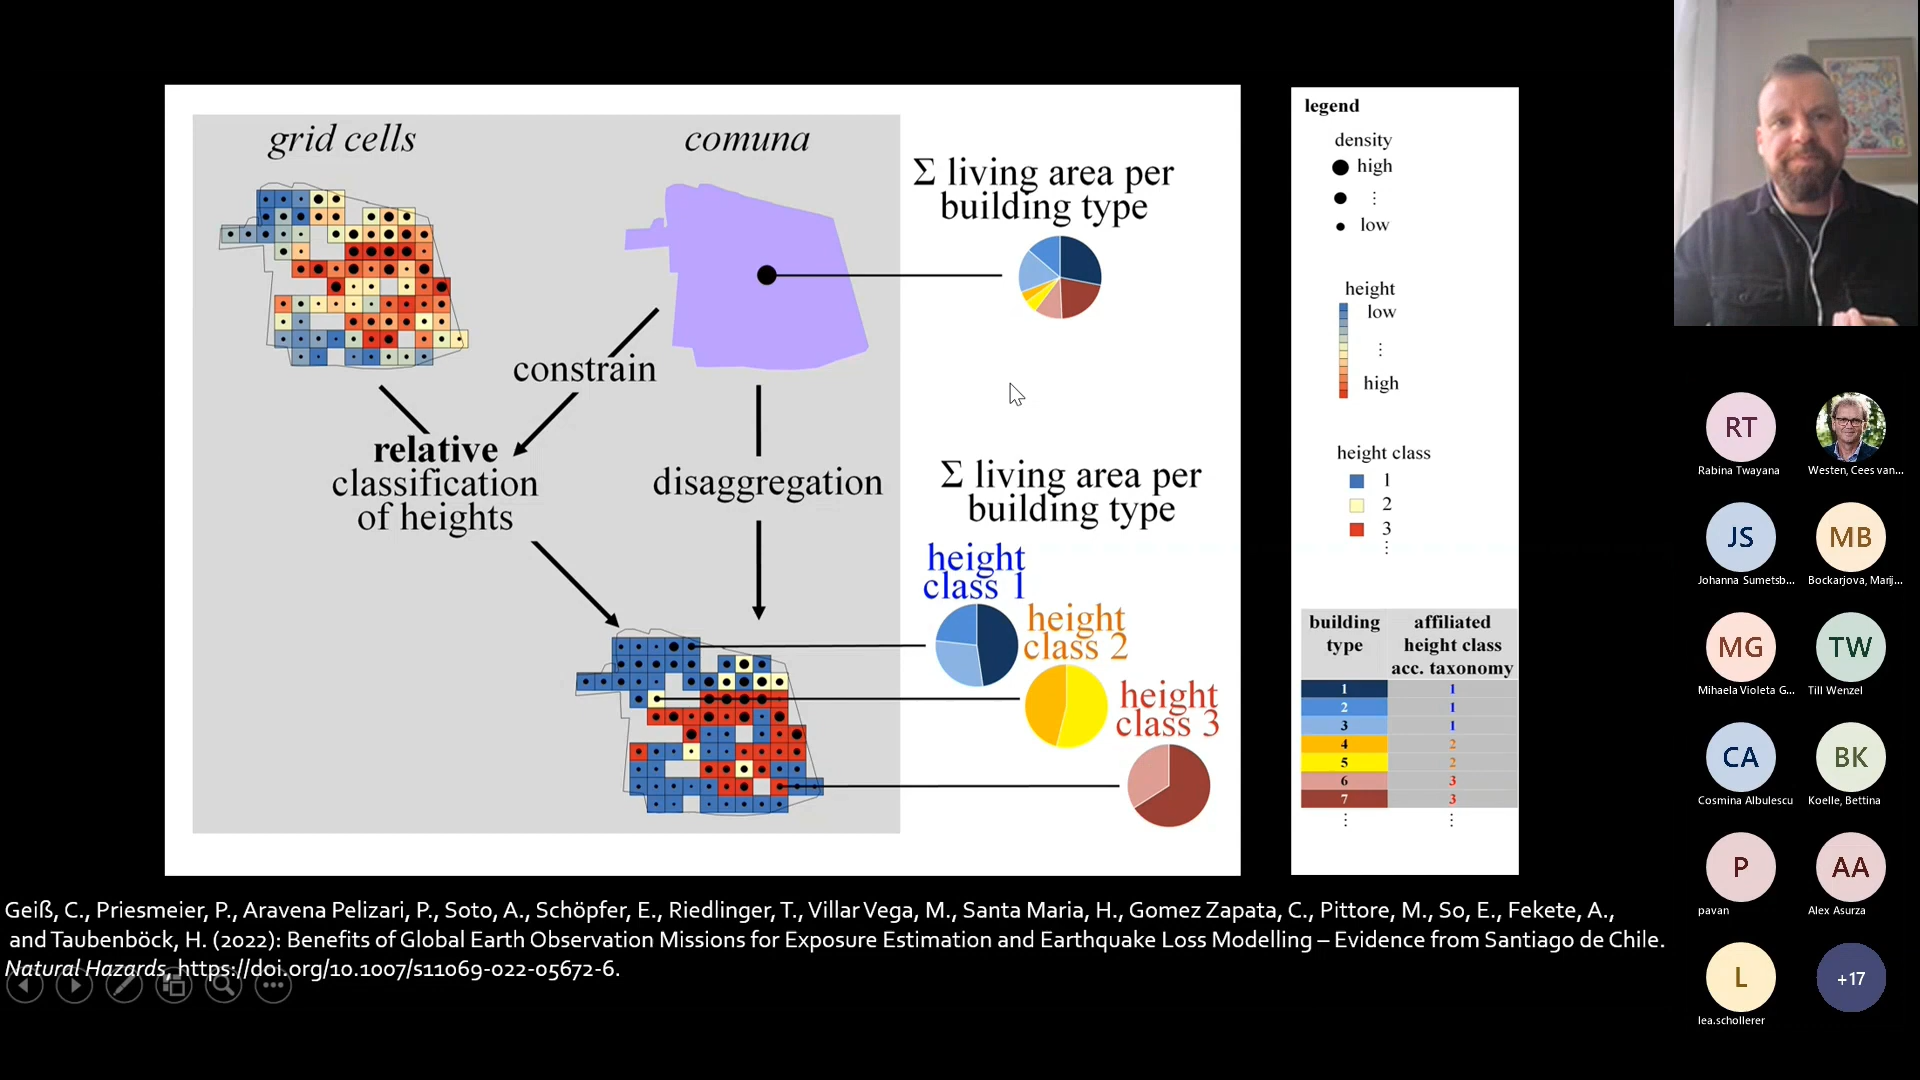 grid cells
comuna
Σ living area per
building type
constrain
relative
classification
of heights
disaggregation
Σ living area per
building type
height
class 1
height
class 2
height
class 3
legend
density
high
⋮
low
height
low
⋮
high
height class
1
2
3
⋮
building type
affiliated height class acc. taxonomy
1 1
2 1
3 1
4 2
5 2
6 3
7 3
⋮ ⋮
Geiß, C., Priesmeier, P., Aravena Pelizari, P., Soto, A., Schöpfer, E., Riedlinger, T., Villar Vega, M., Santa Maria, H., Gomez Zapata, C., Pittore, M., So, E., Fekete, A.,
and Taubenböck, H. (2022): Benefits of Global Earth Observation Missions for Exposure Estimation and Earthquake Loss Modelling – Evidence from Santiago de Chile.
Natural Hazards, https://doi.org/10.1007/s11069-022-05672-6.
RT
Rabina Twayana
Westen, Cees van...
JS
Johanna Sumetsb...
MB
Bockarjova, Marij...
MG
Mihaela Violeta G...
TW
Till Wenzel
CA
Cosmina Albulescu
BK
Koelle, Bettina
P
pavan
AA
Alex Asurza
L
lea.schollerer
+17